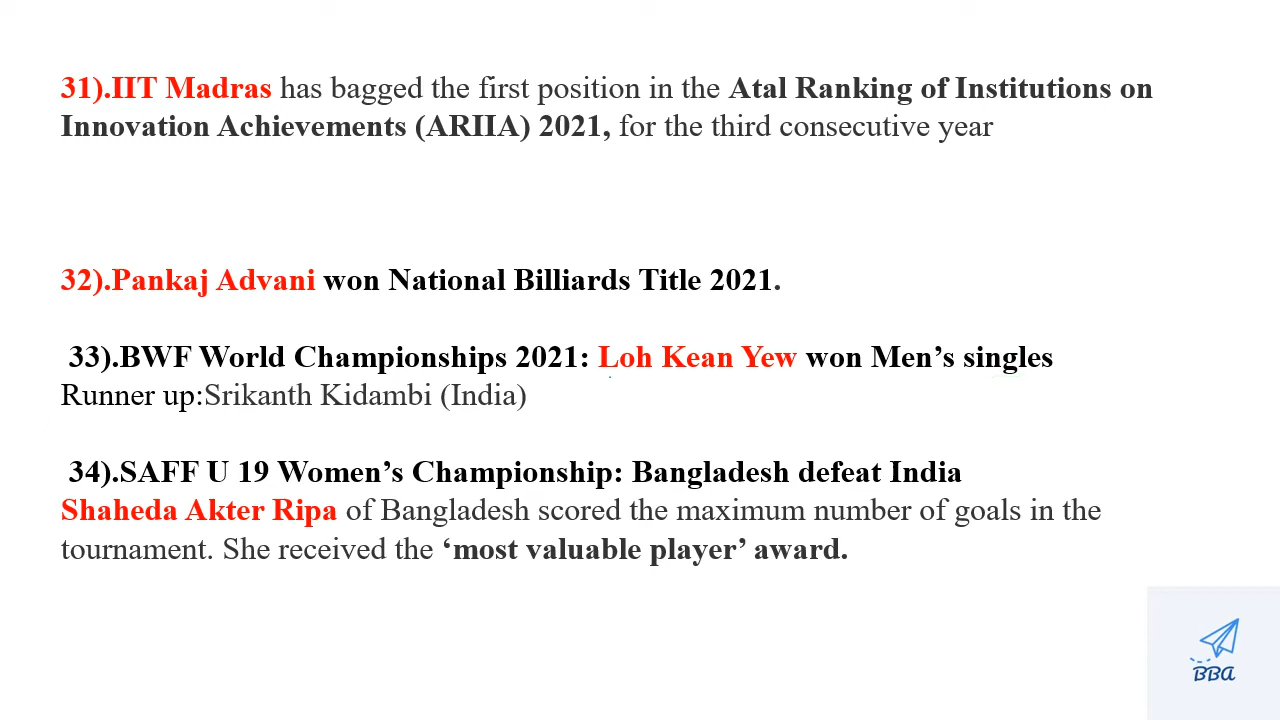 31).IIT Madras has bagged the first position in the Atal Ranking of Institutions on
Innovation Achievements (ARIIA) 2021, for the third consecutive year
32).Pankaj Advani won National Billiards Title 2021.
33).BWF World Championships 2021: Loh Kean Yew won Men’s singles
Runner up:Srikanth Kidambi (India)
34).SAFF U 19 Women’s Championship: Bangladesh defeat India
Shaheda Akter Ripa of Bangladesh scored the maximum number of goals in the
tournament. She received the ‘most valuable player’ award.
BBA